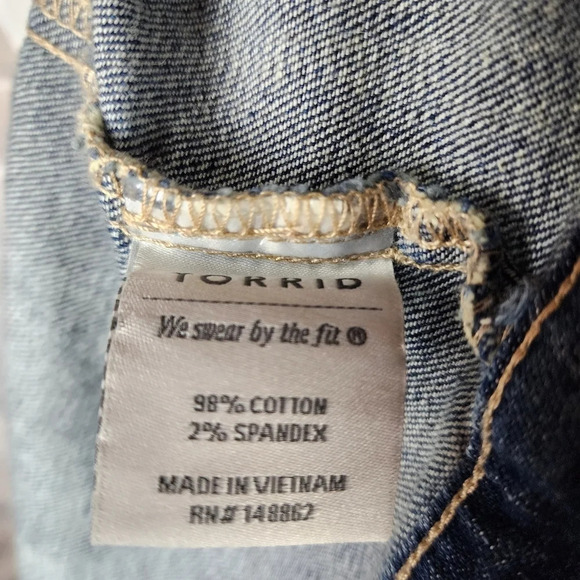 TORRID
We swear by the fit ®
98% COTTON
2% SPANDEX
MADE IN VIETNAM
RN# 148862